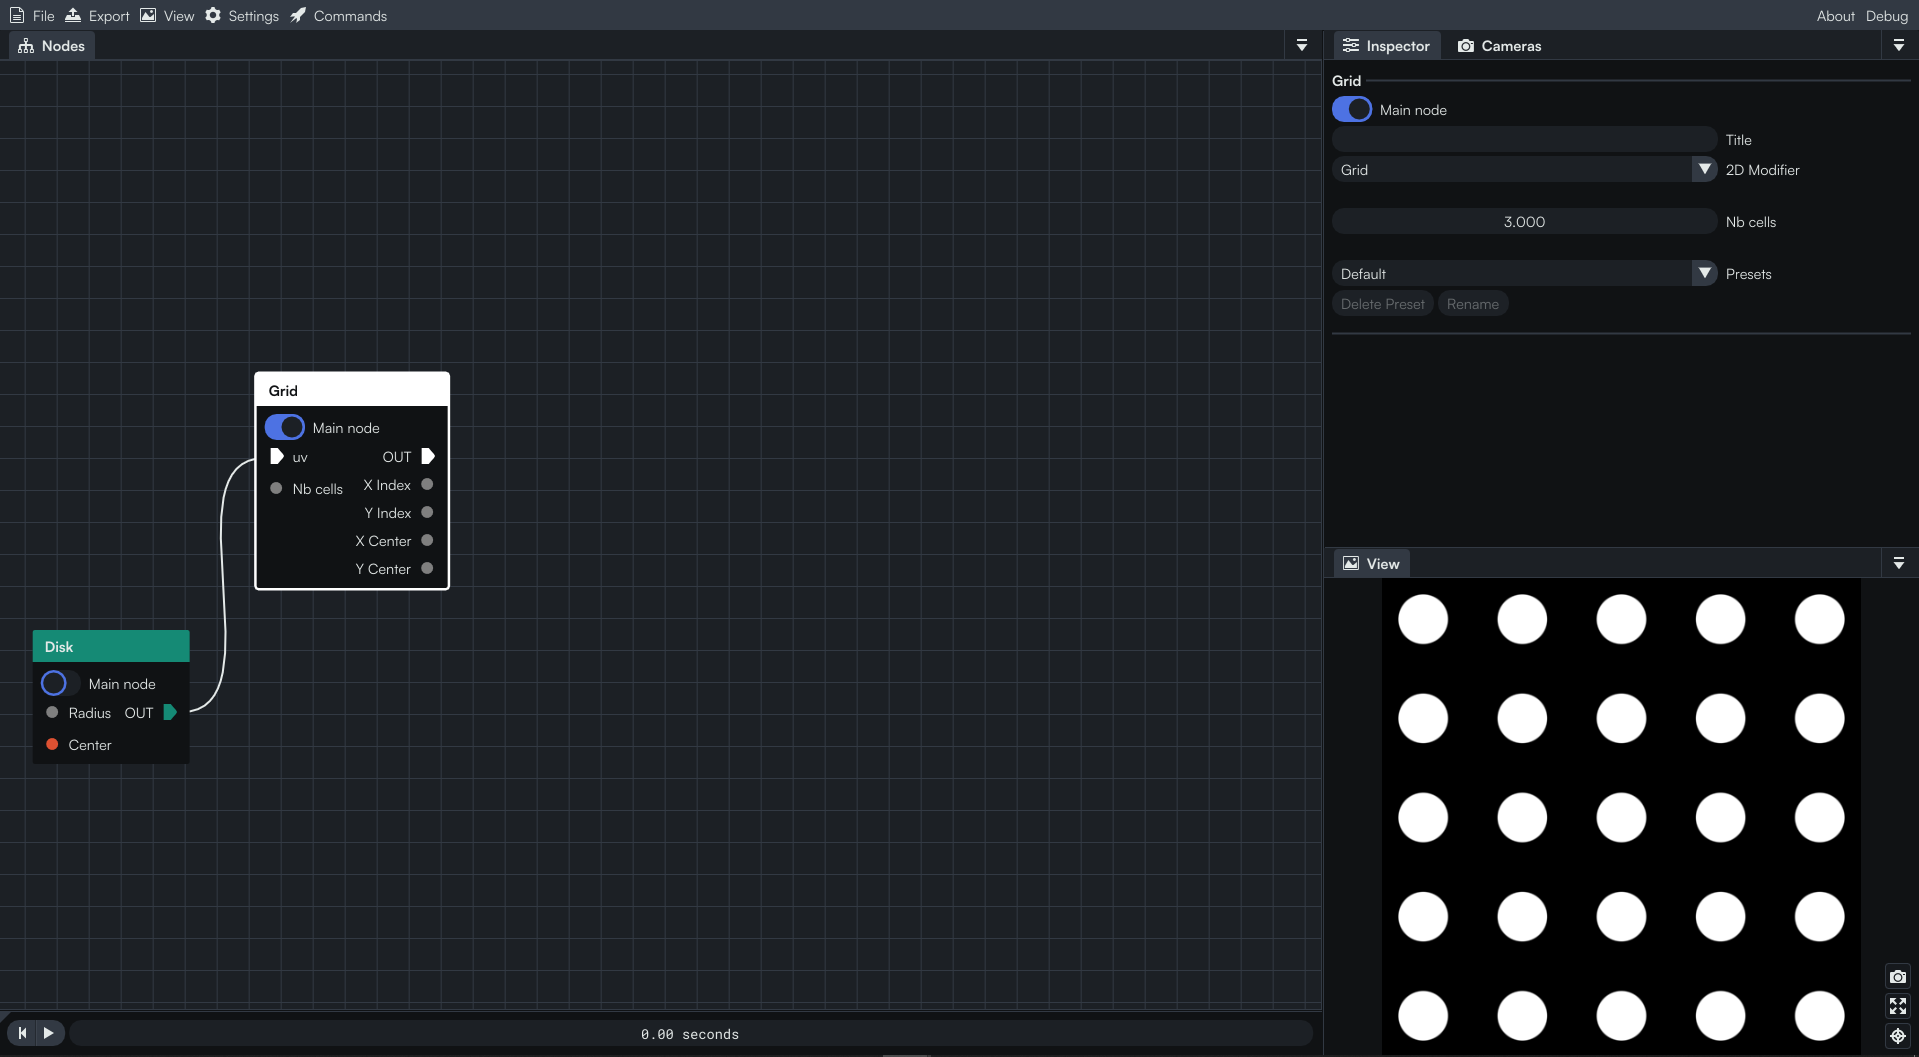 File Export View Settings Commands About Debug
Nodes
Inspector Cameras
Grid
Main node
Title
Grid 2D Modifier
3.000 Nb cells
Default Presets
Delete Preset Rename
Grid
Main node
uv OUT
Nb cells X Index
Y Index
X Center
Y Center
Disk
Main node
Radius OUT
Center
View
0.00 seconds